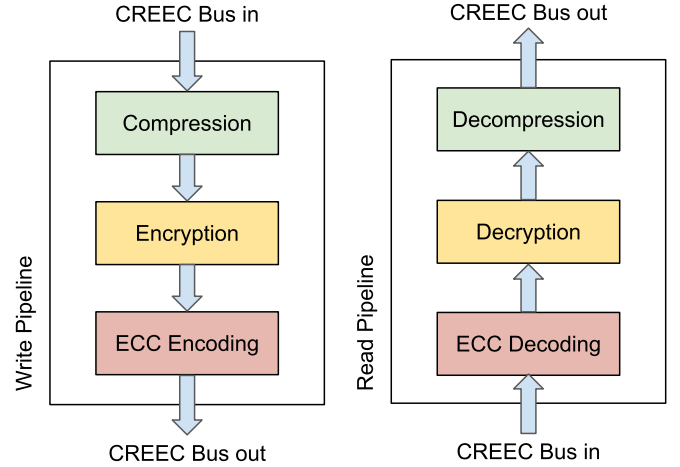 CREEC Bus in
Compression
Encryption
ECC Encoding
Write Pipeline
CREEC Bus out
CREEC Bus out
Decompression
Decryption
ECC Decoding
Read Pipeline
CREEC Bus in